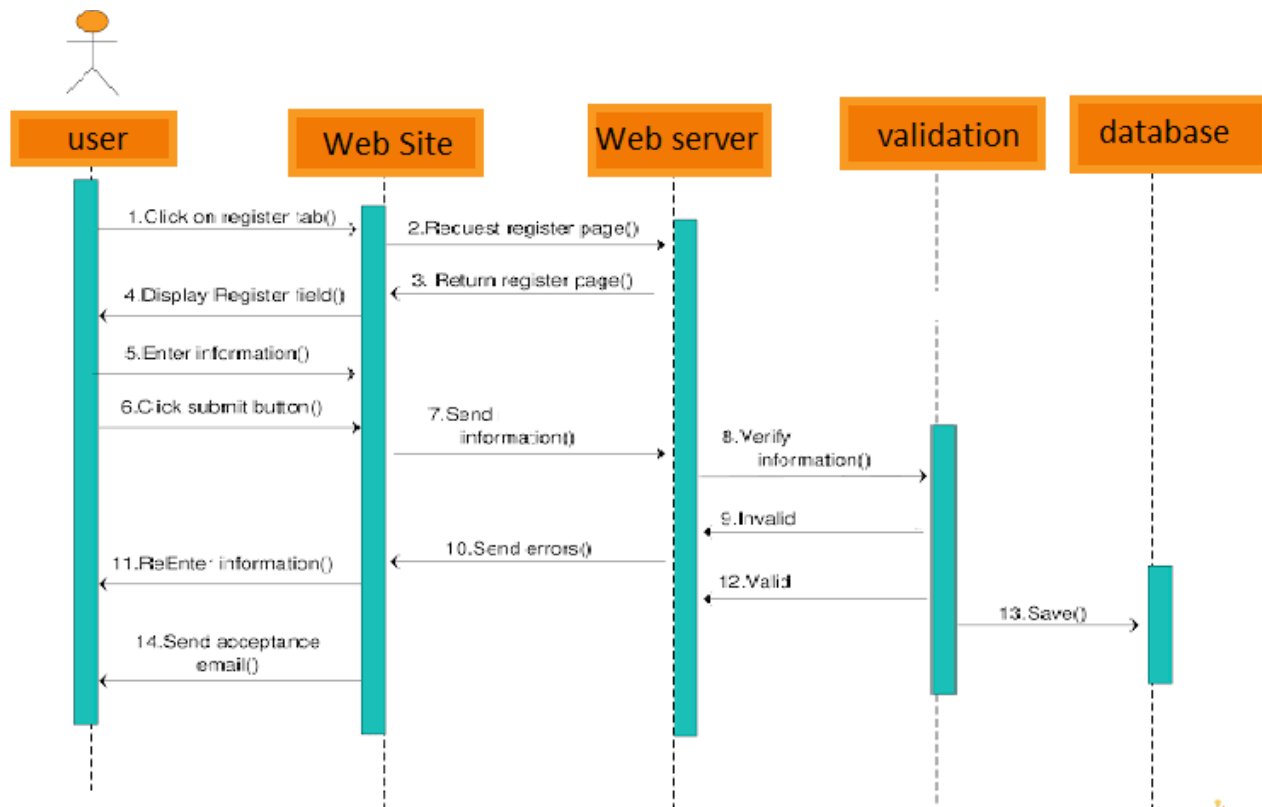 user
Web Site
Web server
validation
database
1.Click on register tab()
2.Recuest register page()
3. Return register page()
4.Display Register field()
5.Enter information()
6.Click submit button()
7.Send
information()
8.Verify
information()
9.Invalid
10.Send errors()
11.ReEnter information()
12.Valid
13.Save()
14.Send acceptance
email()